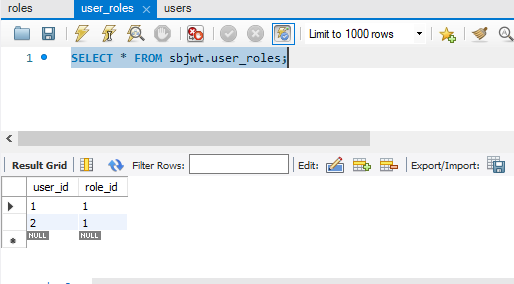 roles user_roles users
Limit to 1000 rows
1 SELECT * FROM sbjwt.user_roles;
Result Grid Filter Rows: Edit: Export/Import:
user_id role_id
1 1
2 1
NULL NULL